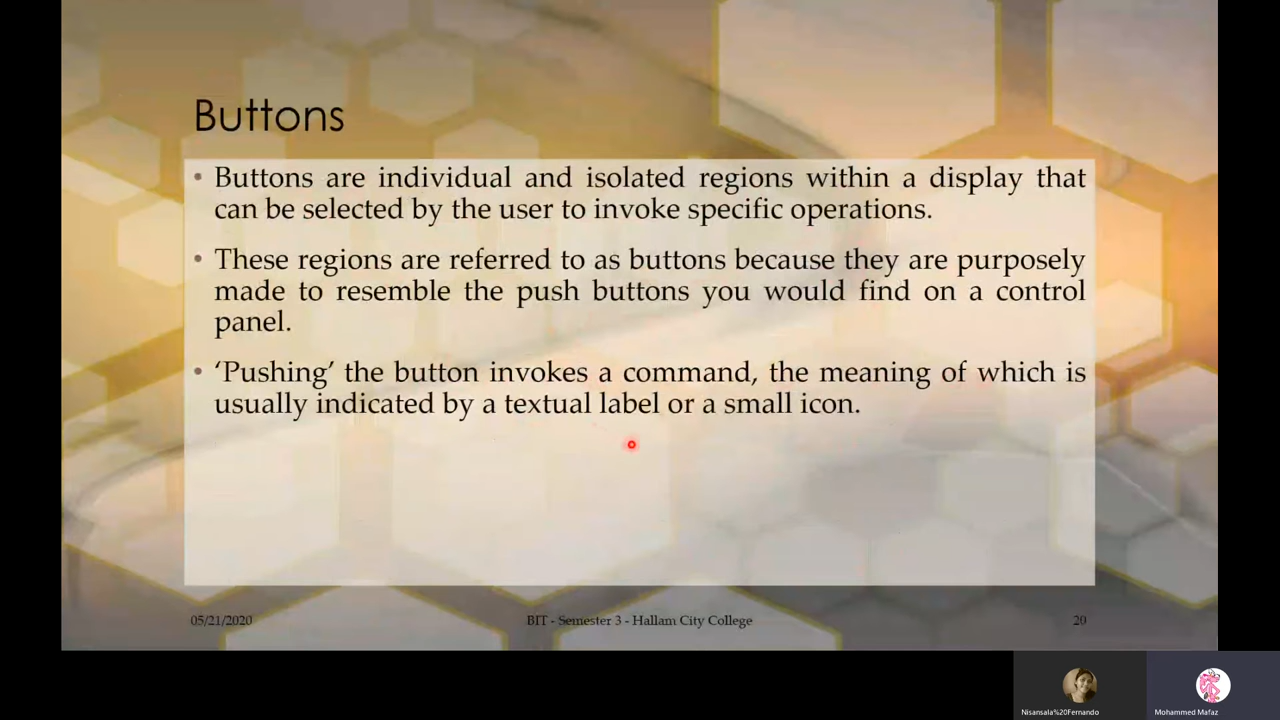 Buttons
• Buttons are individual and isolated regions within a display that
can be selected by the user to invoke specific operations.
• These regions are referred to as buttons because they are purposely
made to resemble the push buttons you would find on a control
panel.
• ‘Pushing’ the button invokes a command, the meaning of which is
usually indicated by a textual label or a small icon.
05/21/2020 BIT - Semester 3 - Hallam City College 20
Nisansala%20Fernando Mohammed Mafaz